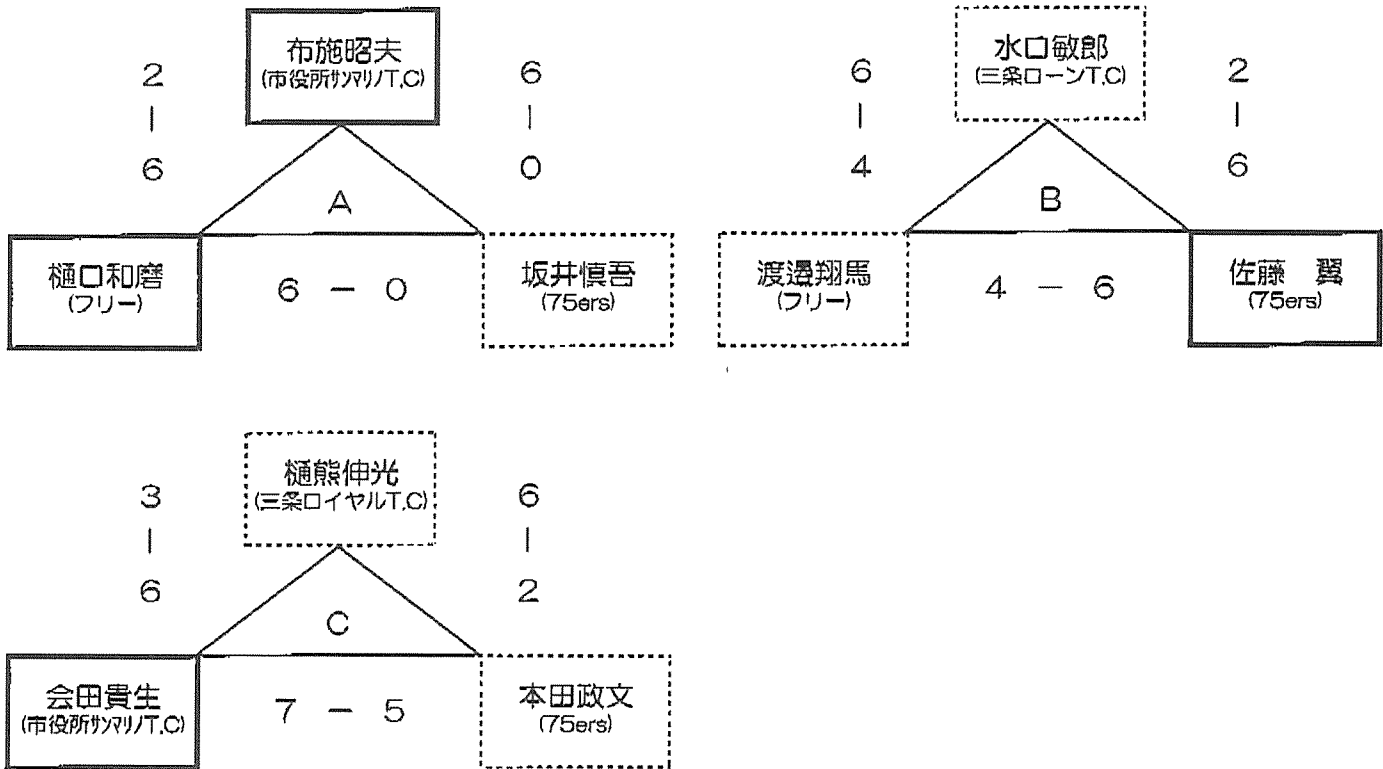 布施昭夫
(市役所サンマリノT,C)
2
|
6
6
|
0
A
樋口和磨
(フリー)
6 － 0
坂井慎吾
(75ers)
水口敏郎
(三条ローンT,C)
6
|
4
2
|
6
B
渡邉翔馬
(フリー)
4 － 6
佐藤　翼
(75ers)
樋熊伸光
(三条ロイヤルT,C)
3
|
6
6
|
2
C
会田貴生
(市役所サンマリノT,C)
7 － 5
本田政文
(75ers)